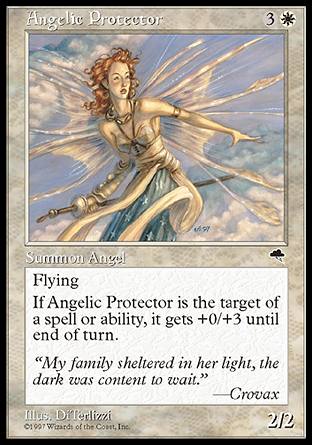 Angelic Protector 3
Summon Angel
Flying
If Angelic Protector is the target of
a spell or ability, it gets +0/+3 until
end of turn.
“My family sheltered in her light, the
dark was content to wait.”
—Crovax
Illus. DiTerlizzi
©1997 Wizards of the Coast, Inc.
2/2